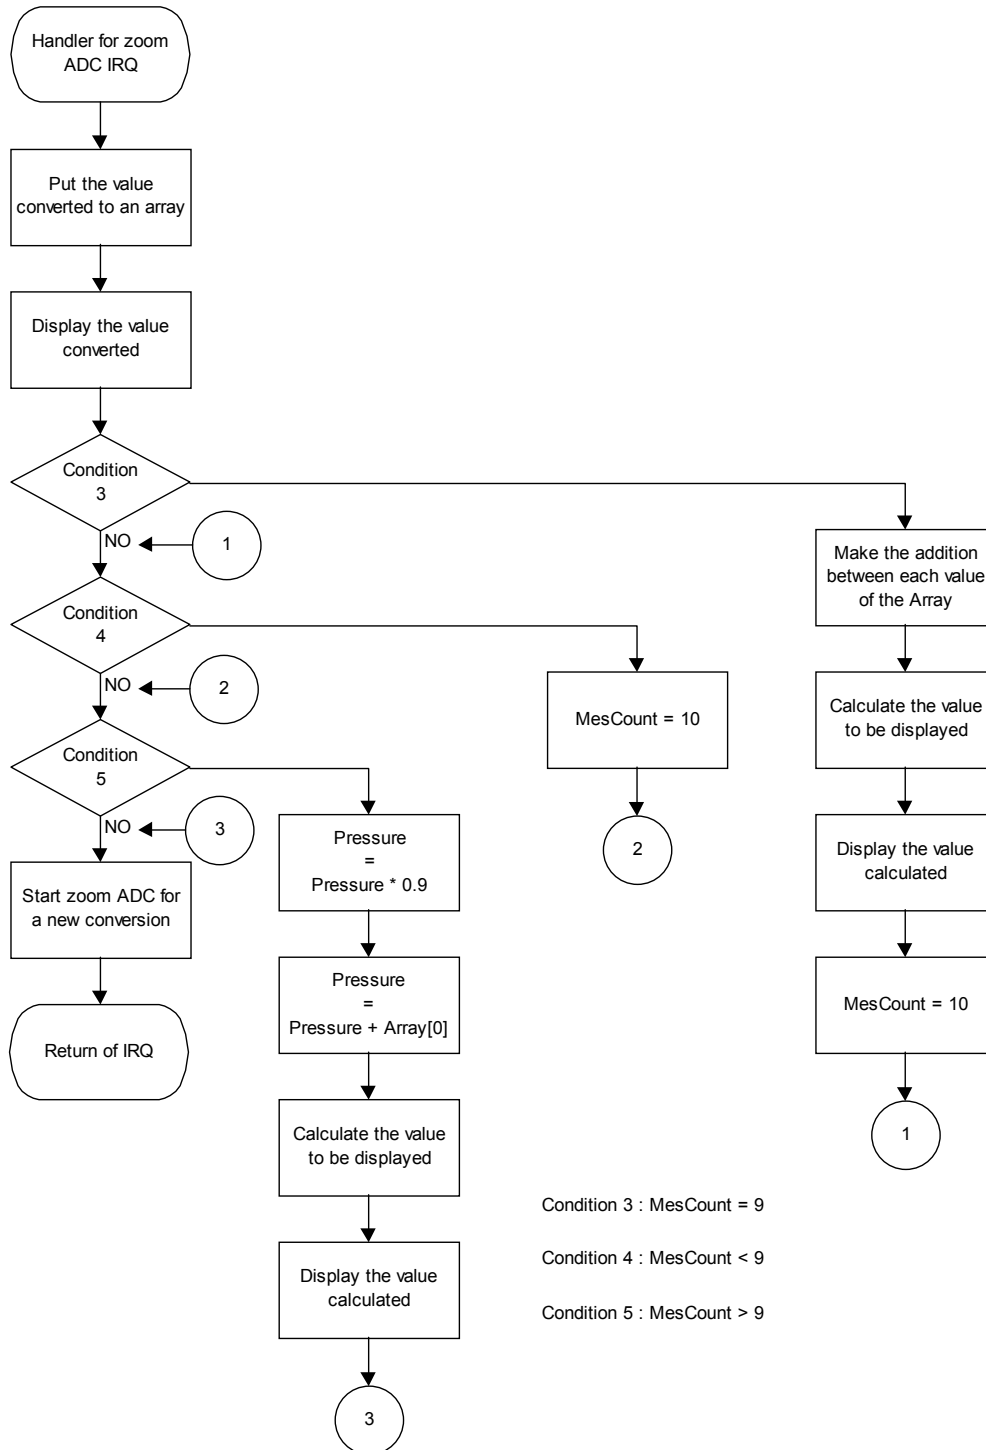 Handler for zoom
ADC IRQ
Put the value
converted to an array
Display the value
converted
Condition
3
NO
1
Make the addition
between each value
of the Array
Condition
4
NO
2
MesCount = 10
Calculate the value
to be displayed
Condition
5
NO
3
Pressure
=
Pressure * 0.9
2
Display the value
calculated
Start zoom ADC for
a new conversion
Pressure
=
Pressure + Array[0]
MesCount = 10
Return of IRQ
Calculate the value
to be displayed
1
Condition 3 : MesCount = 9
Condition 4 : MesCount < 9
Display the value
calculated
Condition 5 : MesCount > 9
3